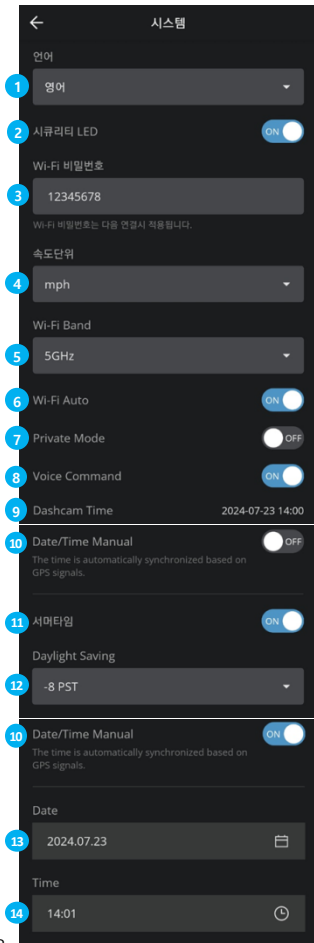 시스템
언어
1 영어
2 시큐리티 LED ON
Wi-Fi 비밀번호
3 12345678
Wi-Fi 비밀번호는 다음 연결시 적용됩니다.
속도단위
4 mph
Wi-Fi Band
5 5GHz
6 Wi-Fi Auto ON
7 Private Mode OFF
8 Voice Command ON
9 Dashcam Time 2024-07-23 14:00
10 Date/Time Manual OFF
The time is automatically synchronized based on
GPS signals.
11 서머타임 ON
Daylight Saving
12 -8 PST
10 Date/Time Manual ON
The time is automatically synchronized based on
GPS signals.
Date
13 2024.07.23
Time
14 14:01